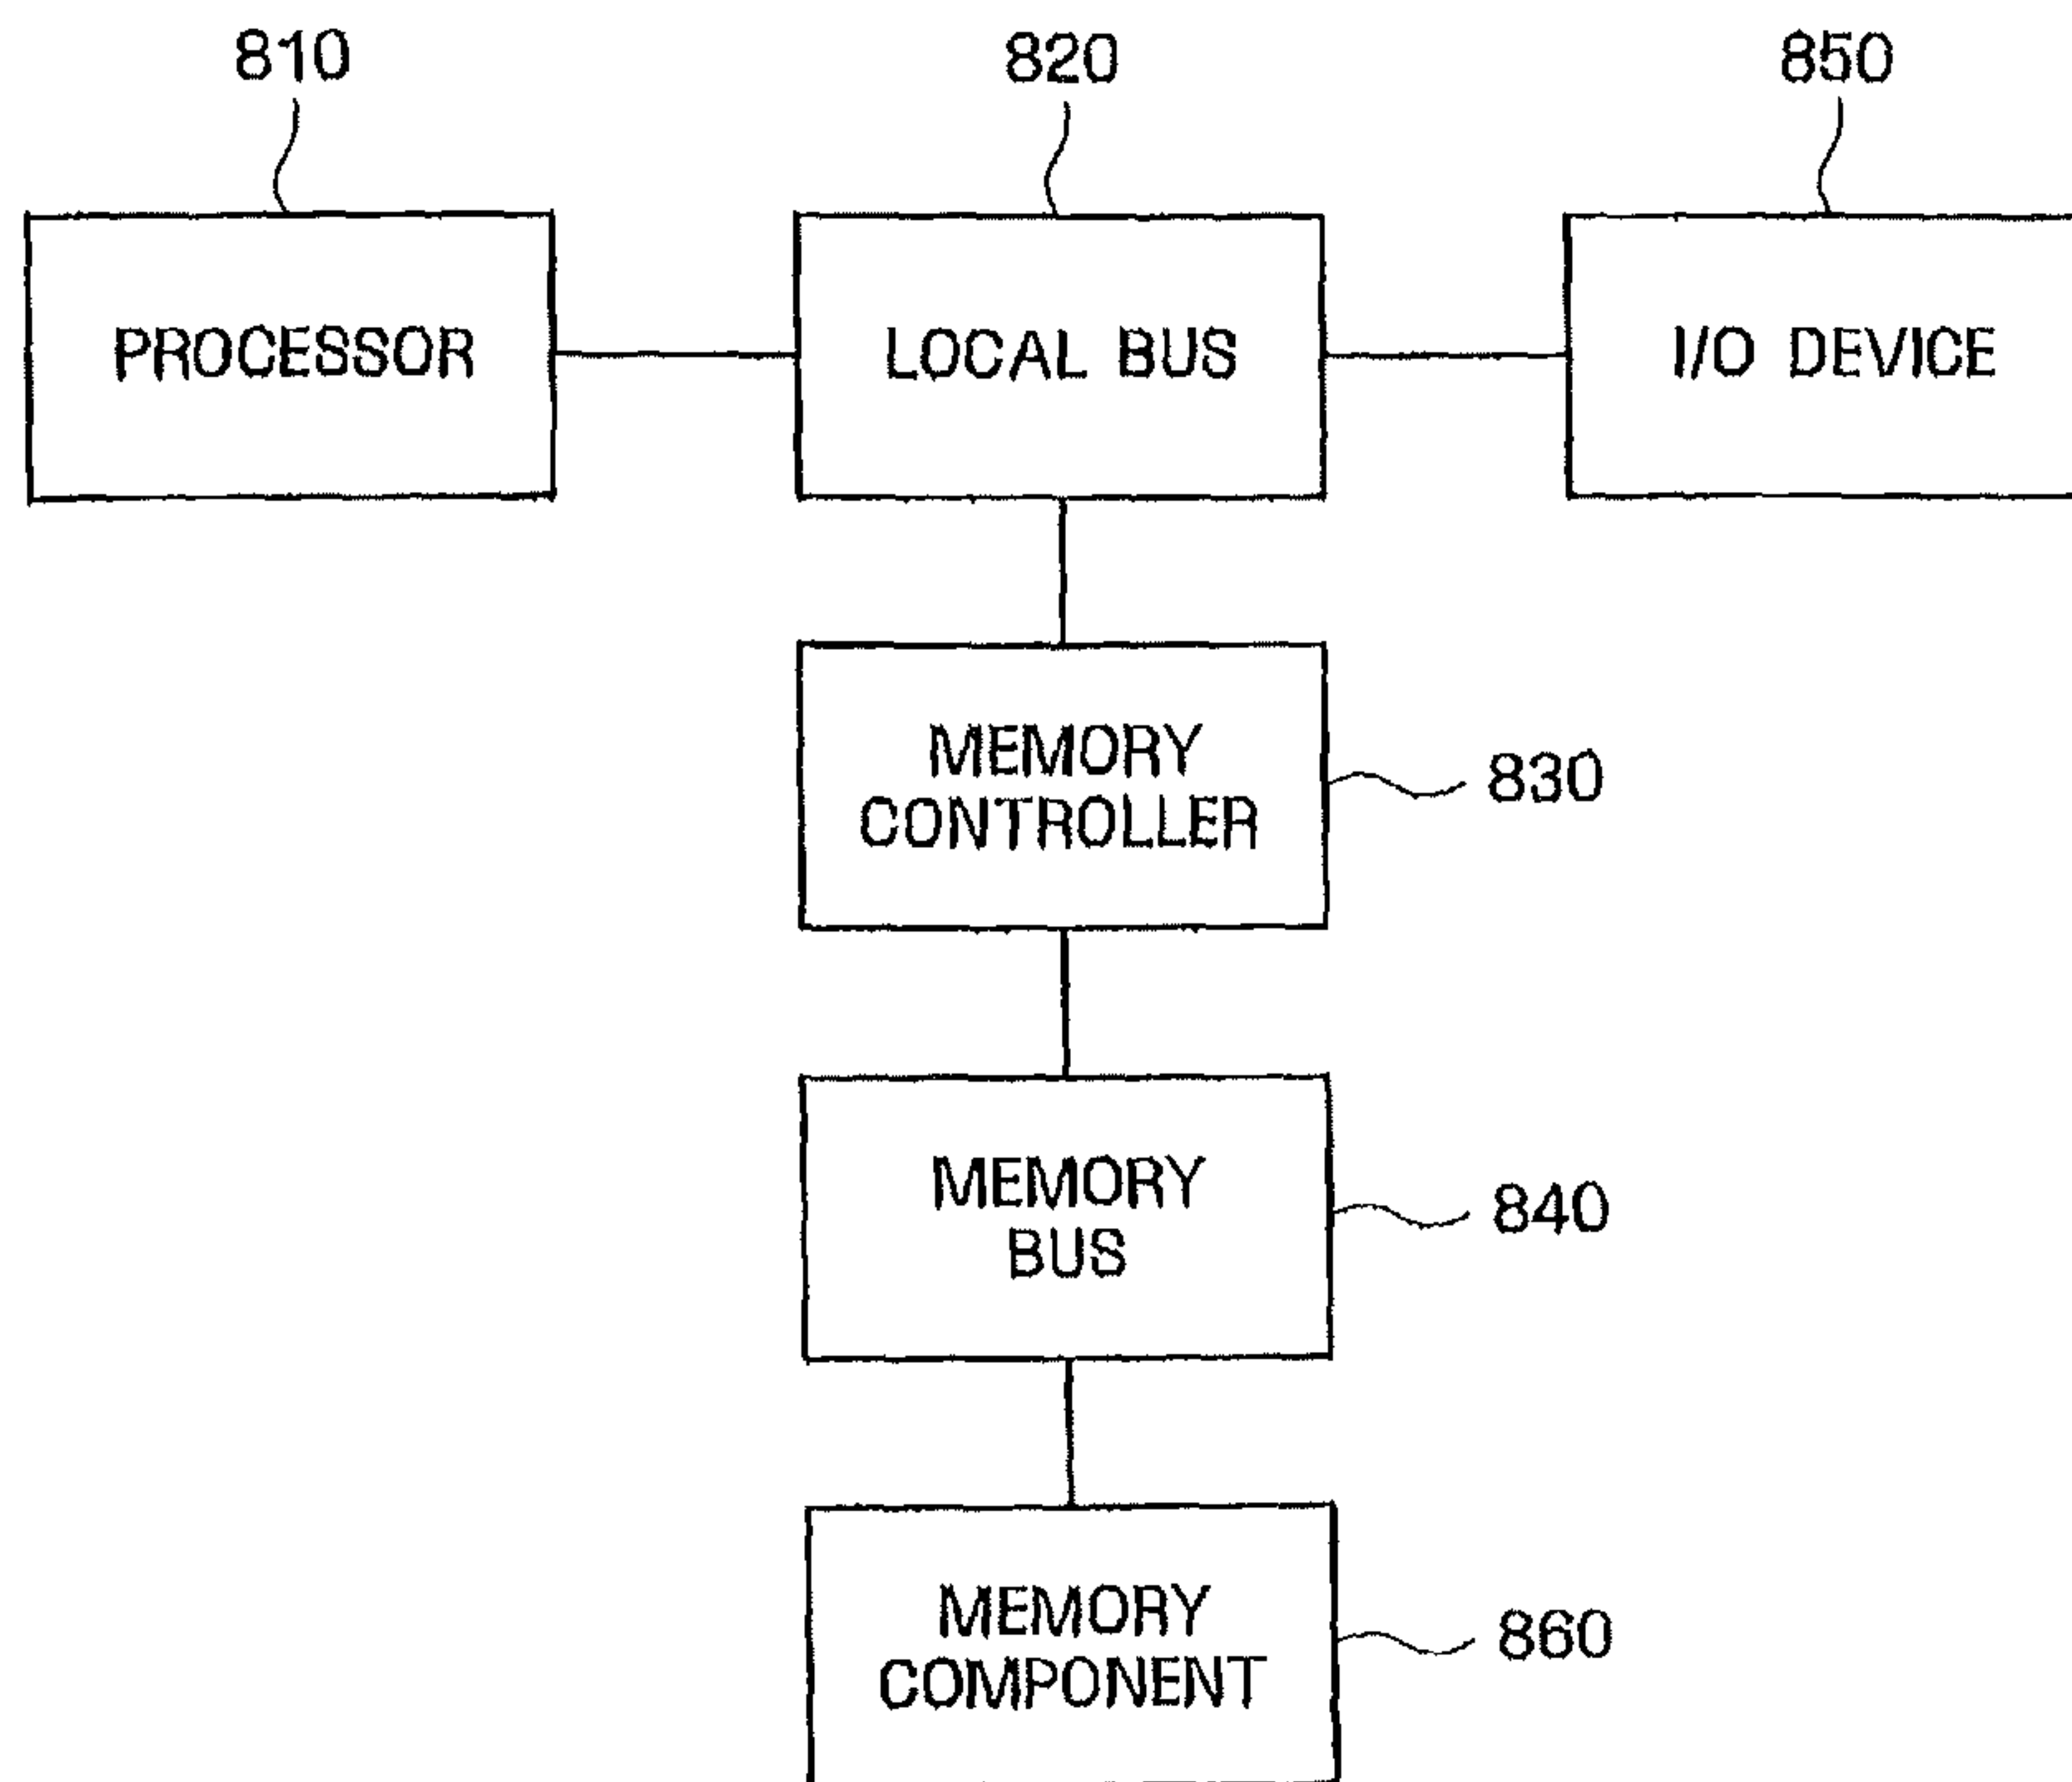 810
820
850
PROCESSOR
LOCAL BUS
I/O DEVICE
MEMORY
CONTROLLER
830
MEMORY
BUS
840
MEMORY
COMPONENT
860